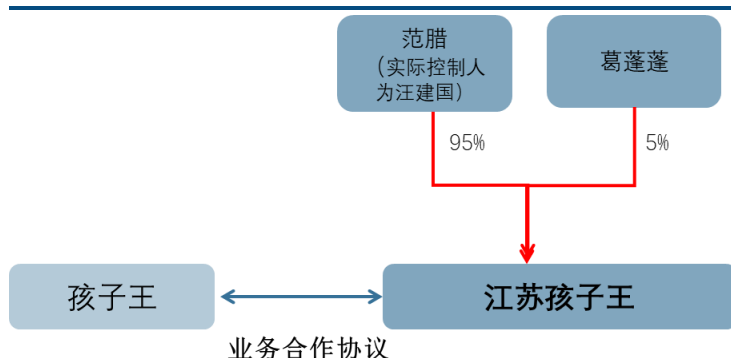 范腊
（实际控制人
为汪建国）
葛蓬蓬
95%
5%
孩子王
江苏孩子王
业务合作协议